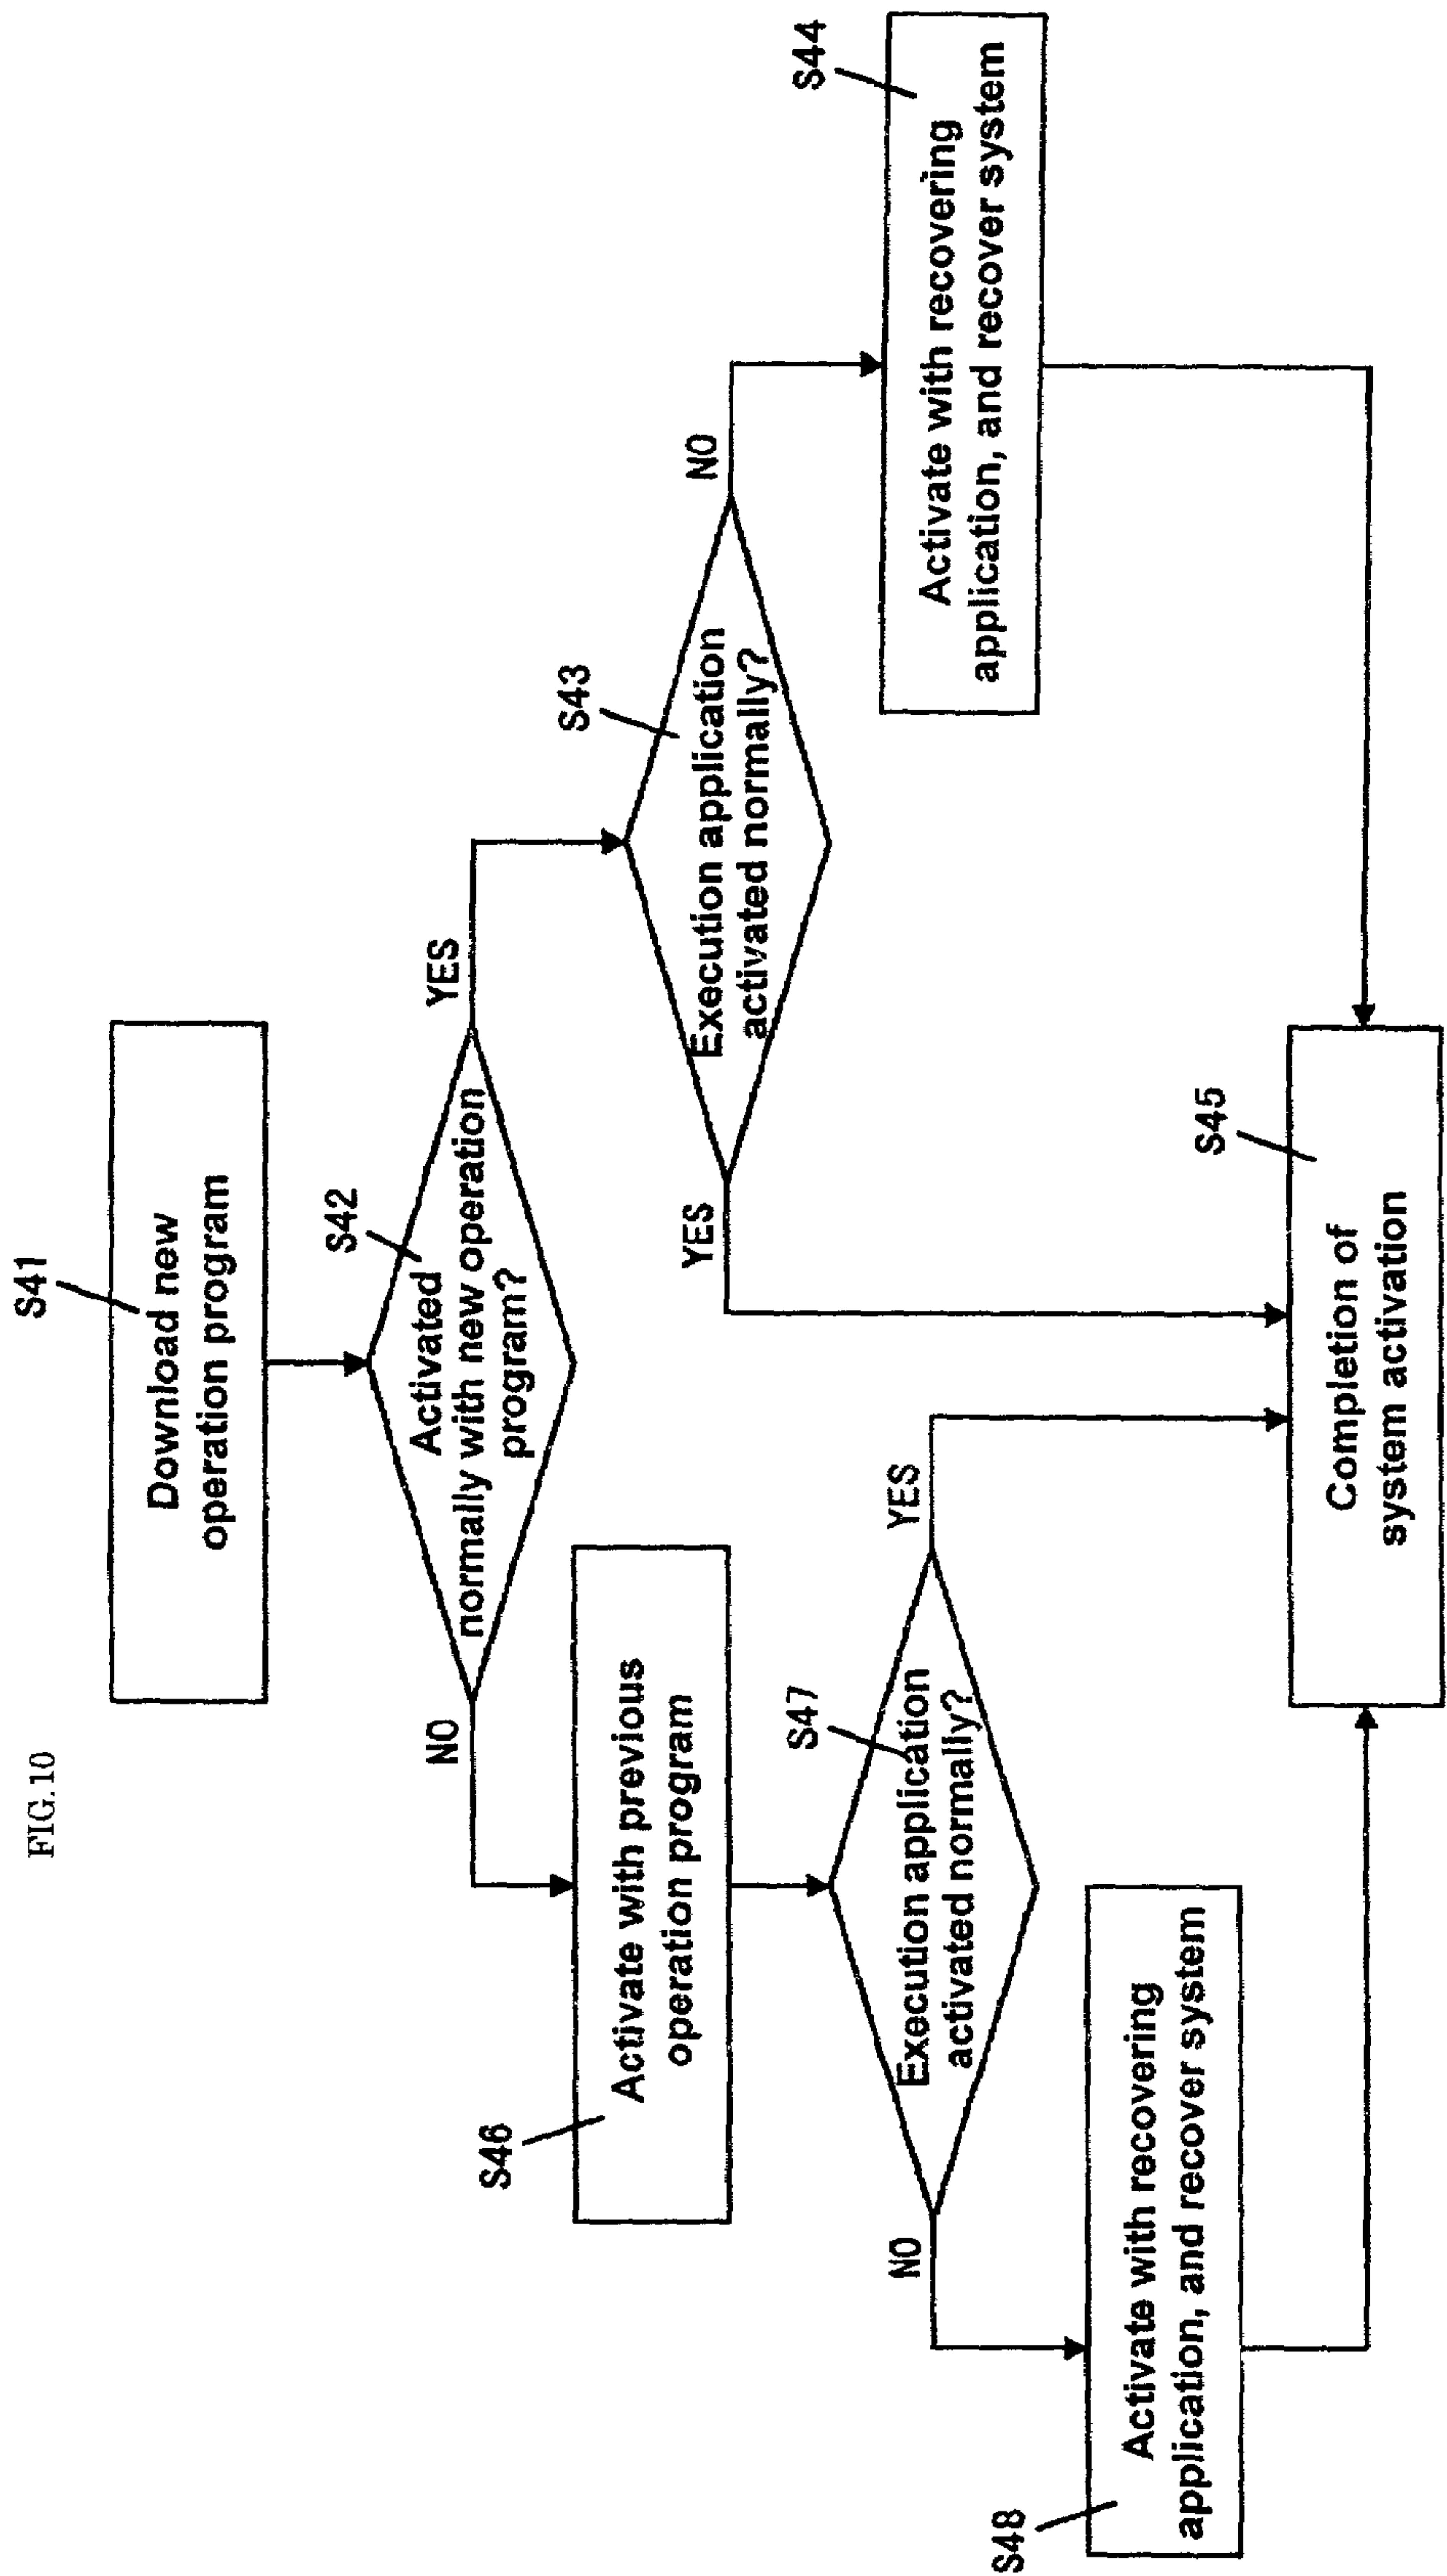 FIG.10
S41
Download new
operation program
S42
Activated
normally with new operation
program?
NO
YES
S46
Activate with previous
operation program
S43
Execution application
activated normally?
YES
NO
S47
Execution application
activated normally?
NO
YES
S44
Activate with recovering
application, and recover system
S48
Activate with recovering
application, and recover system
S45
Completion of
system activation